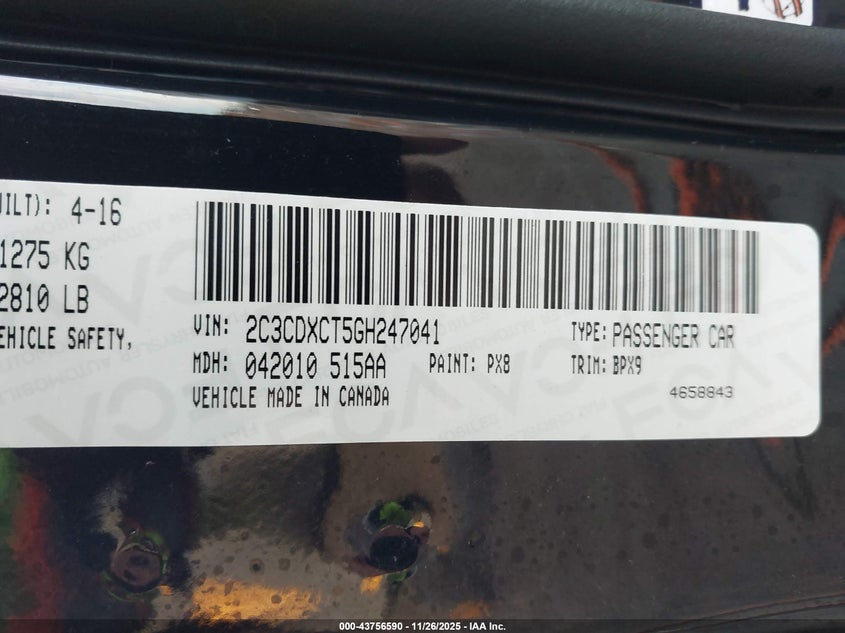 UILT): 4-16
1275 KG
2810 LB
EHICLE SAFETY,
VIN: 2C3CDXCT5GH247041
TYPE: PASSENGER CAR
MDH: 042010 515AA
PAINT: PX8
TRIM: BPX9
VEHICLE MADE IN CANADA
4658843
000-43756590 - 11/26/2025 - IAA Inc.